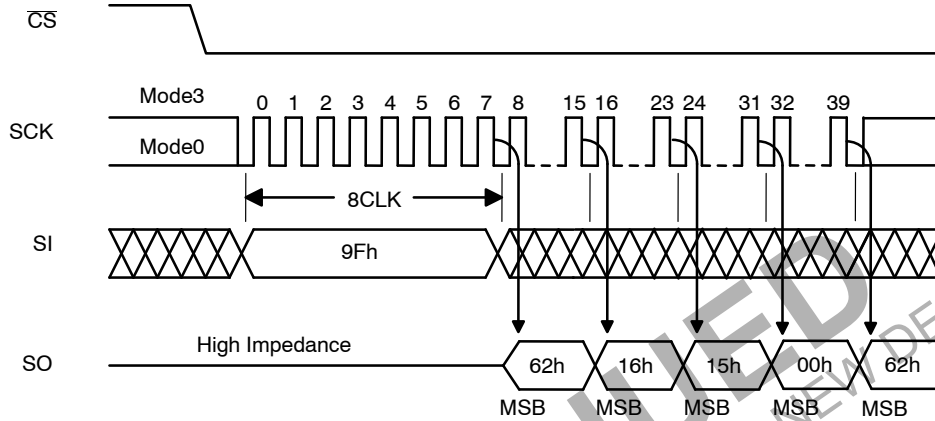 CS
Mode3
0 1 2 3 4 5 6 7 8 15 16 23 24 31 32 39
SCK
Mode0
8CLK
SI
9Fh
High Impedance
SO
62h 16h 15h 00h 62h
MSB MSB MSB MSB MSB